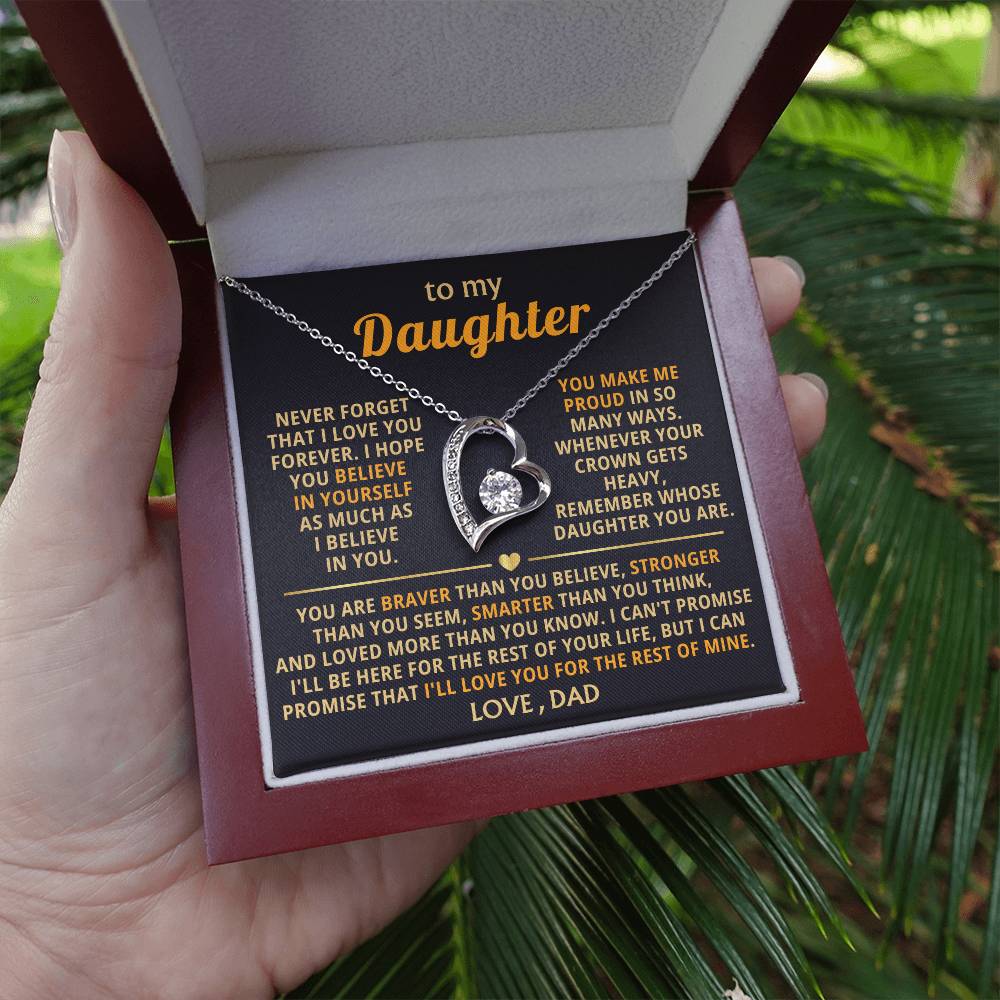 to my
Daughter
NEVER FORGET
THAT I LOVE YOU
FOREVER. I HOPE
YOU BELIEVE
IN YOURSELF
AS MUCH AS
I BELIEVE
IN YOU.
YOU MAKE ME
PROUD IN SO
MANY WAYS.
WHENEVER YOUR
CROWN GETS
HEAVY,
REMEMBER WHOSE
DAUGHTER YOU ARE.
YOU ARE BRAVER THAN YOU BELIEVE, STRONGER
THAN YOU SEEM, SMARTER THAN YOU THINK,
AND LOVED MORE THAN YOU KNOW. I CAN'T PROMISE
I'LL BE HERE FOR THE REST OF YOUR LIFE, BUT I CAN
PROMISE THAT I'LL LOVE YOU FOR THE REST OF MINE.
LOVE , DAD